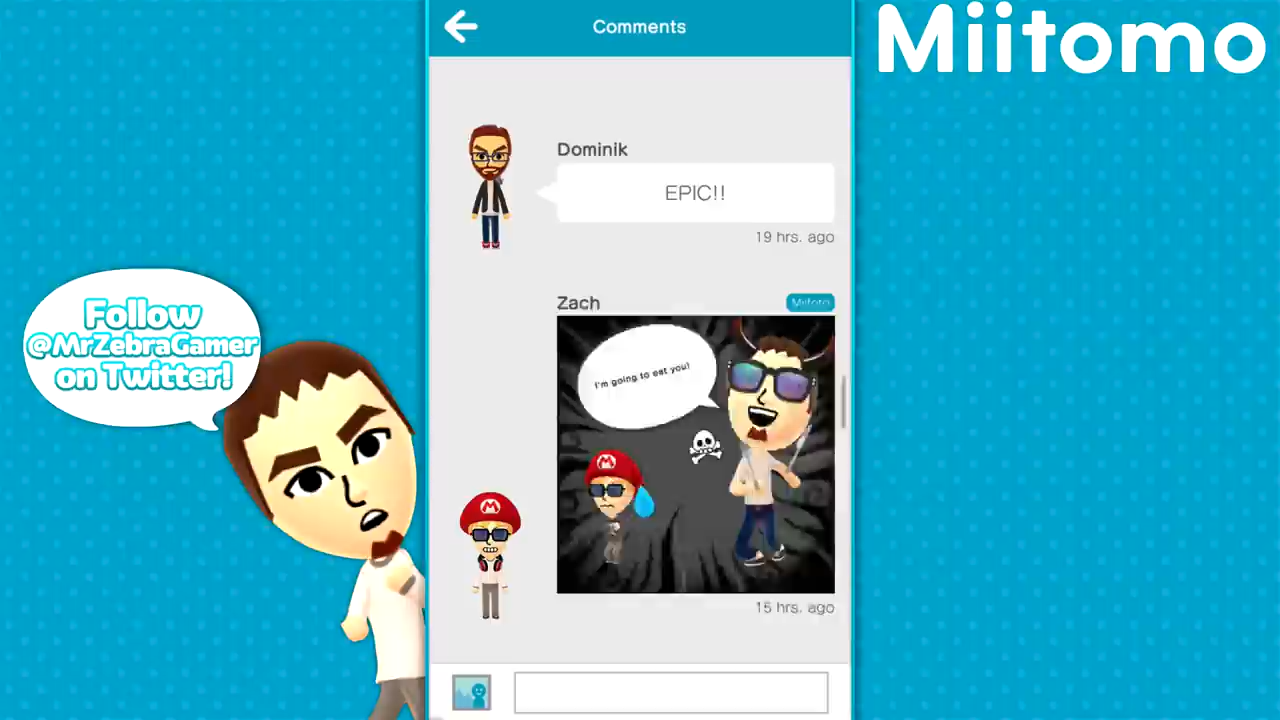 Comments
Miitomo
Dominik
EPIC!!
19 hrs. ago
Zach
Miifoto
I'm going to eat you!
M
M
15 hrs. ago
Follow
@MrZebraGamer
on Twitter!